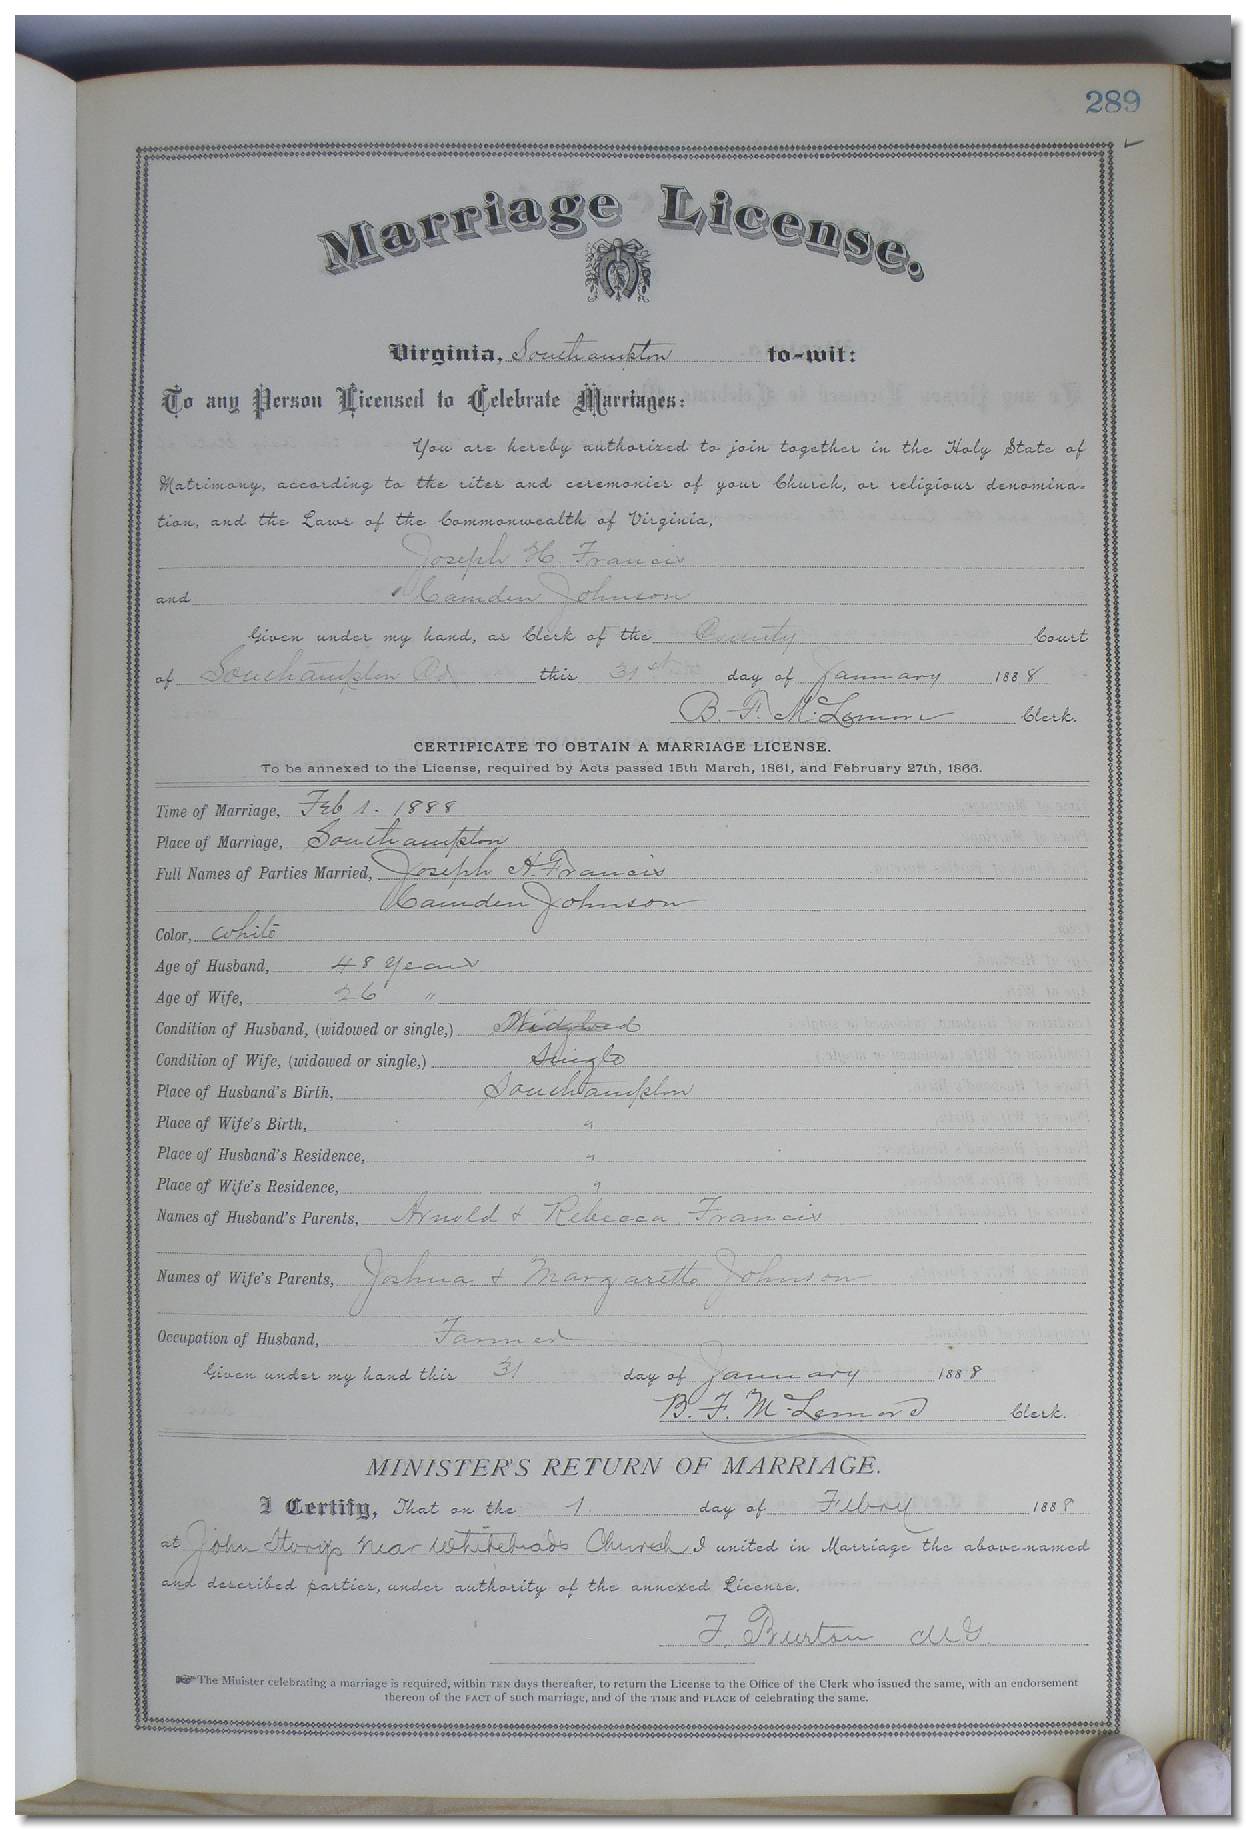 289
Marriage License.
Virginia, Southampton to-wit:
To any Person Licensed to Celebrate Marriages:
You are hereby authorized to join together in the Holy State of
Matrimony, according to the rites and ceremonies of your Church, or religious denomina-
tion, and the Laws of the Commonwealth of Virginia,
Joseph H. Francis
and Camden Johnson
Given under my hand, as Clerk of the County Court
of Southampton Co this 31st day of January 1888
B. F. McLemore Clerk.
CERTIFICATE TO OBTAIN A MARRIAGE LICENSE.
To be annexed to the License, required by Acts passed 15th March, 1861, and February 27th, 1866.
Time of Marriage, Feb 1. 1888
Place of Marriage, Southampton
Full Names of Parties Married, Joseph H. Francis
Camden Johnson
Color, White
Age of Husband, 48 years
Age of Wife, 26 "
Condition of Husband, (widowed or single,) Widowed
Condition of Wife, (widowed or single,) Single
Place of Husband's Birth, Southampton
Place of Wife's Birth, "
Place of Husband's Residence, "
Place of Wife's Residence, "
Names of Husband's Parents, Arnold & Rebecca Francis
Names of Wife's Parents, Joshua & Margarette Johnson
Occupation of Husband, Farmer
Given under my hand this 31 day of January 1888
B. F. McLemore Clerk.
MINISTER'S RETURN OF MARRIAGE.
I Certify, That on the 1. day of Febry 1888
at John near Whiteheads Church, I united in Marriage the above-named
and described parties, under authority of the annexed License.
F. Burton M.G.
☞ The Minister celebrating a marriage is required, within TEN days thereafter, to return the License to the Office of the Clerk who issued the same, with an endorsement
thereon of the FACT of such marriage, and of the TIME and PLACE of celebrating the same.